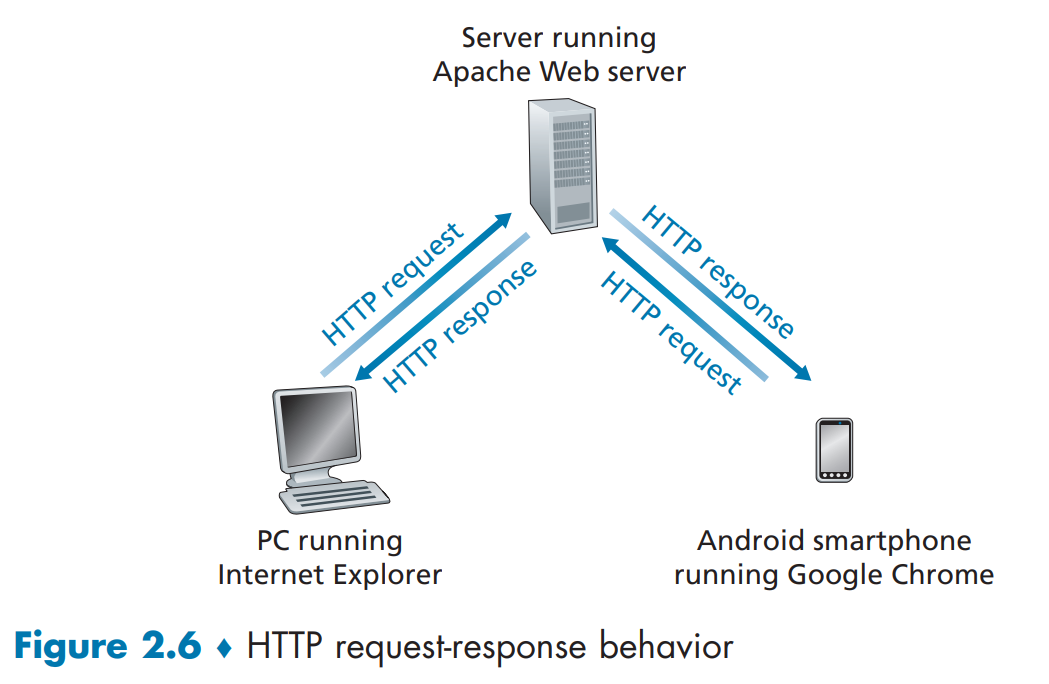 Server running
Apache Web server
HTTP request
HTTP response
HTTP response
HTTP request
PC running
Internet Explorer
Android smartphone
running Google Chrome
Figure 2.6 ♦ HTTP request-response behavior